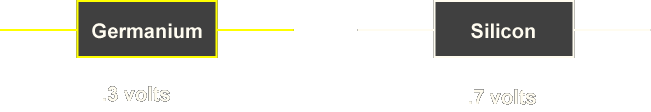 Germanium
Silicon
.3 volts
.7 volts